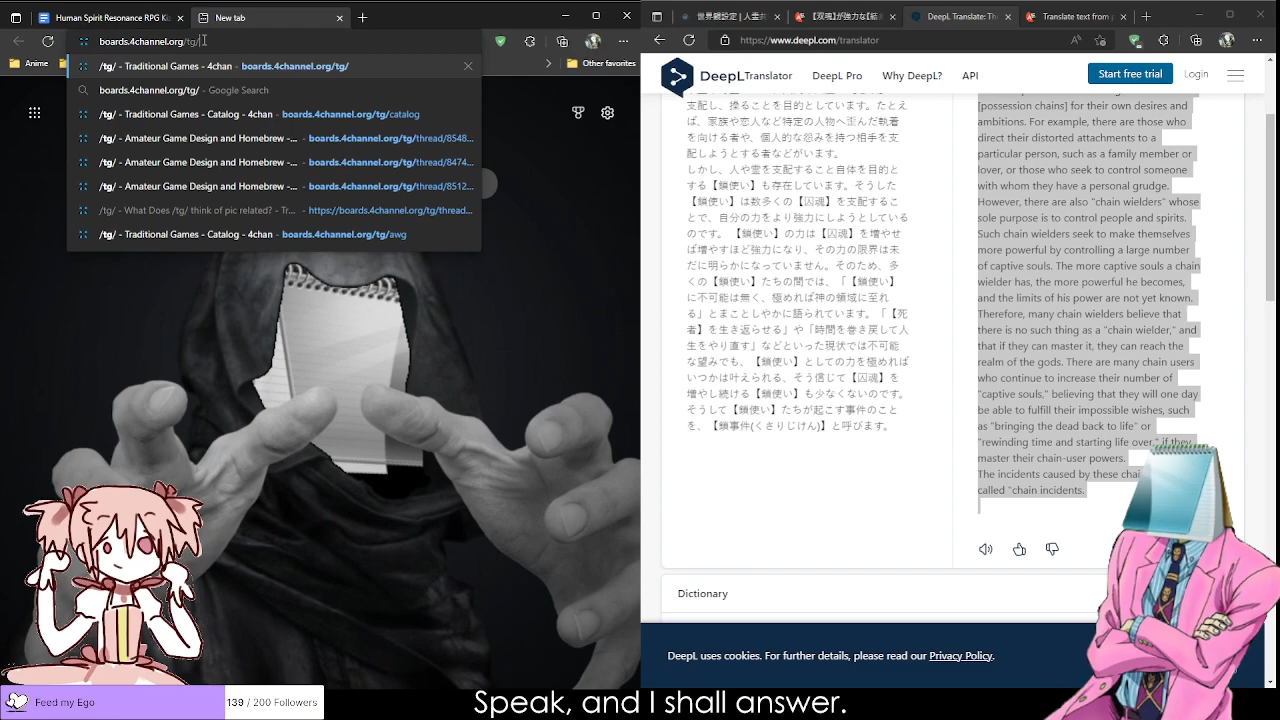 Human Spirit Resonance RPG Ki
New tab
boards.4channel.org/tg/
/tg/ - Traditional Games - 4chan - boards.4channel.org/tg/
boards.4channel.org/tg/ - Google Search
/tg/ - Traditional Games - Catalog - 4chan - boards.4channel.org/tg/catalog
/tg/ - Amateur Game Design and Homebrew -... - boards.4channel.org/tg/thread/8548...
/tg/ - Amateur Game Design and Homebrew -... - boards.4channel.org/tg/thread/8474...
/tg/ - Amateur Game Design and Homebrew -... - boards.4channel.org/tg/thread/8512...
/tg/ - What Does /tg/ think of pic related? - Tr... - https://boards.4channel.org/tg/thread...
/tg/ - Traditional Games - Catalog - 4chan - boards.4channel.org/tg/awg
Anime
Other favorites
世界観設定 | 人霊共
【双魂】が強力な【結
DeepL Translate: Th
Translate text from p
https://www.deepl.com/translator
DeepL
Translator
DeepL Pro
Why DeepL?
API
Start free trial
Login
支配し、操ることを目的としています。たとえ
ば、家族や恋人など特定の人物へ歪んだ執着
を向ける者や、個人的な怨みを持つ相手を支
配しようとする者などがいます。
しかし、人や霊を支配すること自体を目的と
する【鎖使い】も存在しています。そうした
【鎖使い】は数多くの【囚魂】を支配するこ
とで、自分の力をより強力にしようとしている
のです。【鎖使い】の力は【囚魂】を増やせ
ば増やすほど強力になり、その力の限界は未
だに明らかになっていません。そのため、多
くの【鎖使い】たちの間では、「【鎖使い】
に不可能は無く、極めれば神の領域に至れ
る」とまことしやかに語られています。「【死
者】を生き返らせる」や「時間を巻き戻して人
生をやり直す」などといった現状では不可能
な望みでも、【鎖使い】としての力を極めれば
いつかは叶えられる、そう信じて【囚魂】を
増やし続ける【鎖使い】も少なくないのです。
そうして【鎖使い】たちが起こす事件のこと
を、【鎖事件(くさりじけん)】と呼びます。
[possession chains] for their own desires and
ambitions. For example, there are those who
direct their distorted attachments to a
particular person, such as a family member or
lover, or those who seek to control someone
with whom they have a personal grudge.
However, there are also "chain wielders" whose
sole purpose is to control people and spirits.
Such chain wielders seek to make themselves
more powerful by controlling a large number
of captive souls. The more captive souls a chain
wielder has, the more powerful he becomes,
and the limits of his power are not yet known.
Therefore, many chain wielders believe that
there is no such thing as a "chain wielder," and
that if they can master it, they can reach the
realm of the gods. There are many chain users
who continue to increase their number of
"captive souls," believing that they will one day
be able to fulfill their impossible wishes, such
as "bringing the dead back to life" or
"rewinding time and starting life over," if they
master their chain-user powers.
The incidents caused by these chai
called "chain incidents.
Dictionary
DeepL uses cookies. For further details, please read our Privacy Policy.
Feed my Ego
139 / 200 Followers
Speak, and I shall answer.